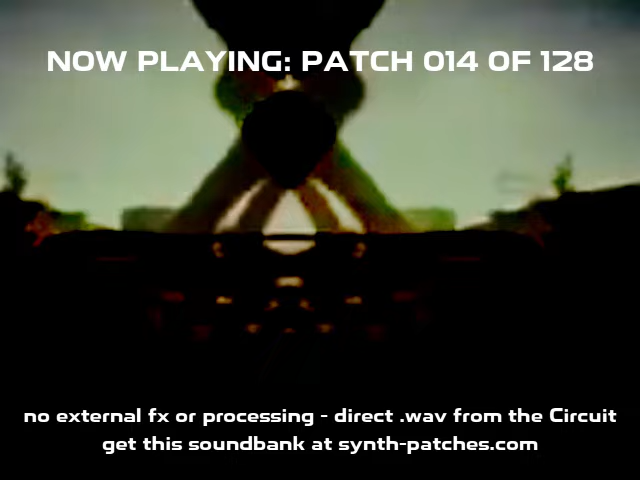 NOW PLAYING: PATCH 014 OF 128
no external fx or processing - direct .wav from the Circuit
get this soundbank at synth-patches.com